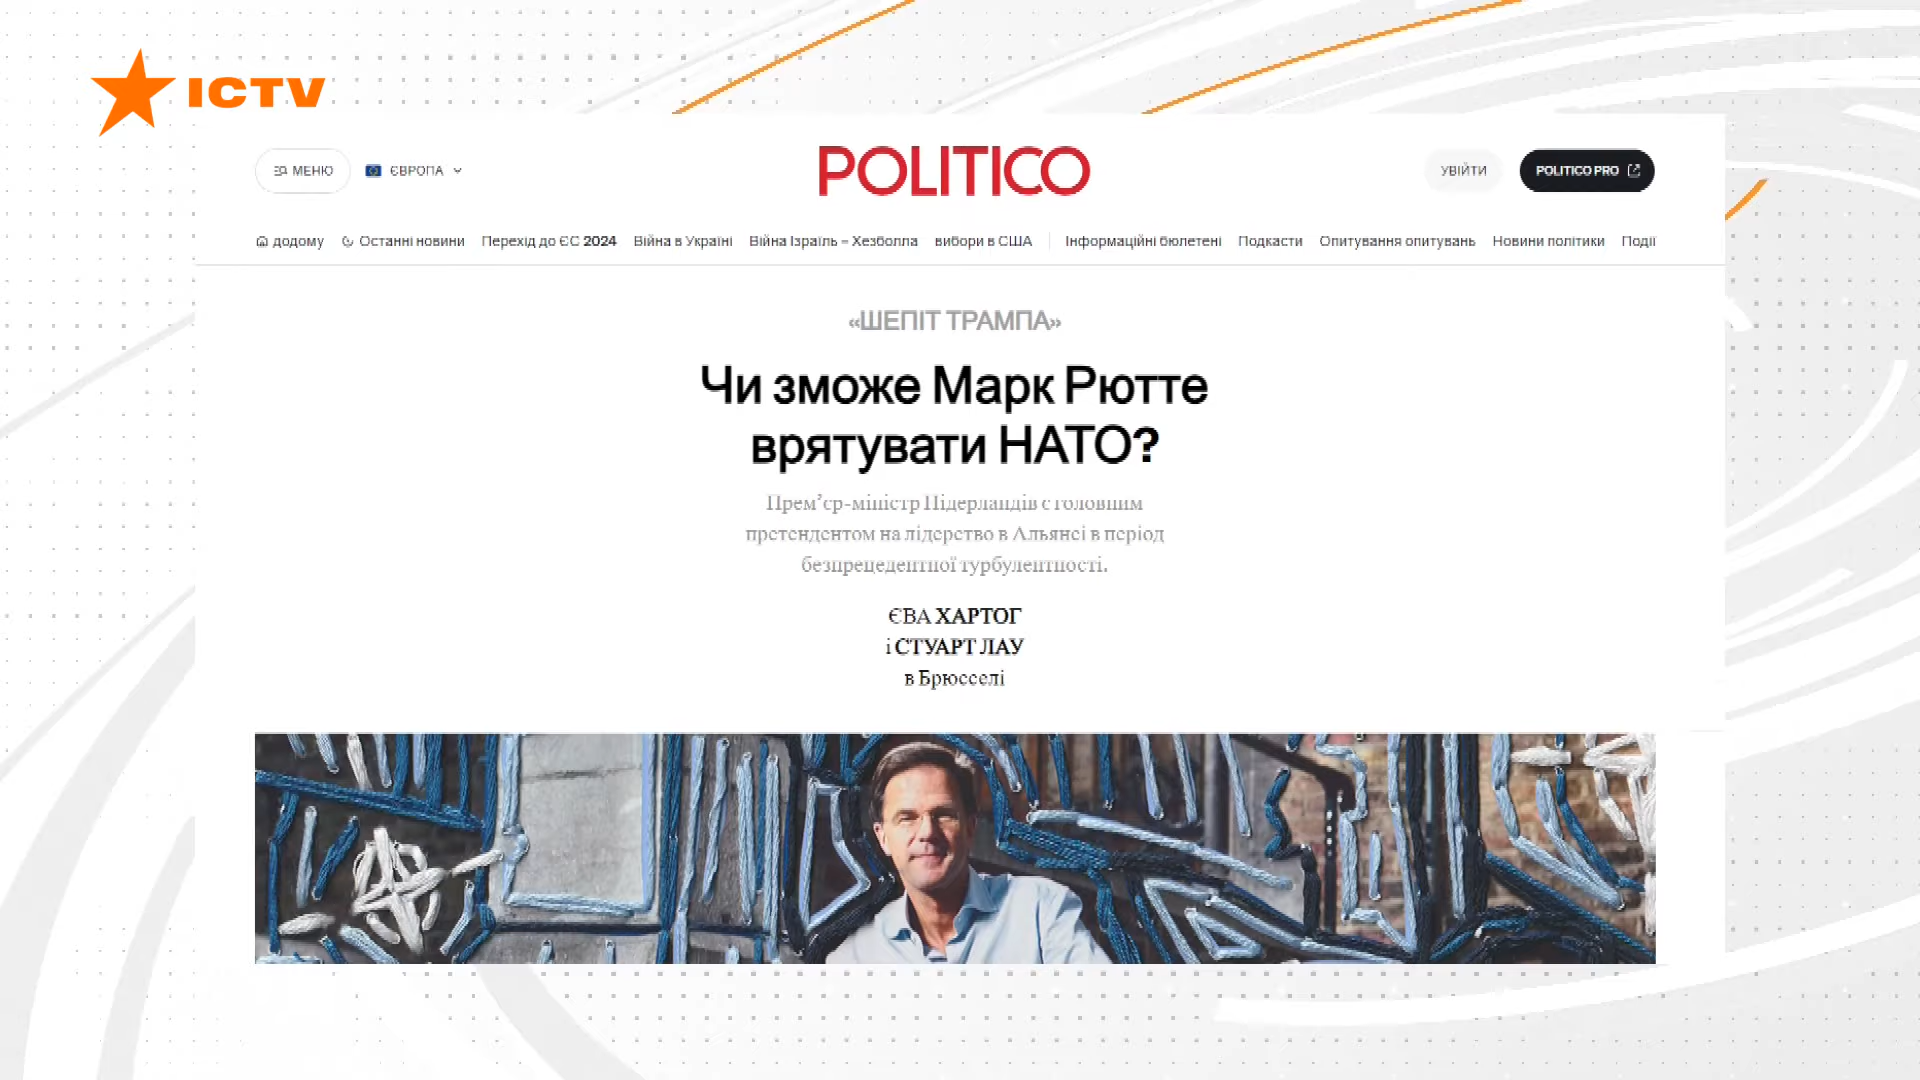 ICTV
МЕНЮ
ЄВРОПА
POLITICO
УВІЙТИ
POLITICO PRO
додому Останні новини Перехід до ЄС 2024 Війна в Україні Війна Ізраїль – Хезболла вибори в США Інформаційні бюлетені Подкасти Опитування опитувань Новини політики Події
«ШЕПІТ ТРАМПА»
Чи зможе Марк Рютте
врятувати НАТО?
Прем’єр-міністр Нідерландів є головним
претендентом на лідерство в Альянсі в період
безпрецедентної турбулентності.
ЄВА ХАРТОГ
і СТУАРТ ЛАУ
в Брюсселі